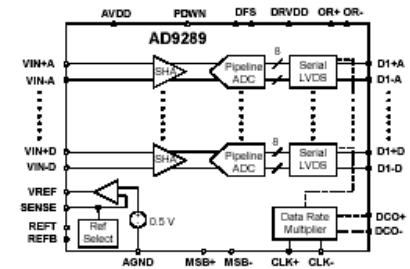 AVDD PDWN DFS DRVDD OR+ OR-
AD9289
VIN+A SHA Pipeline ADC 8 Serial LVDS D1+A
VIN-A D1-A
VIN+D SHA Pipeline ADC 8 Serial LVDS D1+D
VIN-D D1-D
VREF
SENSE 0.5 V
REFT Ref Select Data Rate Multiplier DCO+
REFB DCO-
AGND MSB+ MSB- CLK+ CLK-